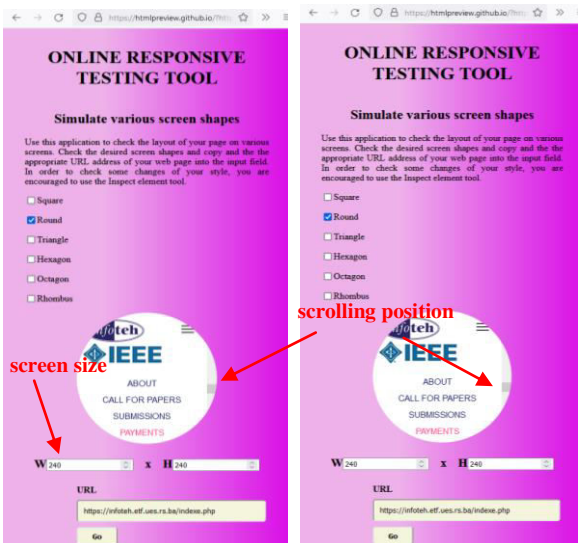 https://htmlpreview.github.io/?htt
ONLINE RESPONSIVE
TESTING TOOL
Simulate various screen shapes
Use this application to check the layout of your page on various
screens. Check the desired screen shapes and copy and the the
appropriate URL address of your web page into the input field.
In order to check some changes of your style, you are
encouraged to use the Inspect element tool.
Square
Round
Triangle
Hexagon
Octagon
Rhombus
IEEE
ABOUT
CALL FOR PAPERS
SUBMISSIONS
PAYMENTS
screen size
W 240 x H 240
URL
https://infoteh.etf.ues.rs.ba/indexe.php
Go
scrolling position
https://htmlpreview.github.io/?htt
ONLINE RESPONSIVE
TESTING TOOL
Simulate various screen shapes
Use this application to check the layout of your page on various
screens. Check the desired screen shapes and copy and the the
appropriate URL address of your web page into the input field.
In order to check some changes of your style, you are
encouraged to use the Inspect element tool.
Square
Round
Triangle
Hexagon
Octagon
Rhombus
IEEE
ABOUT
CALL FOR PAPERS
SUBMISSIONS
PAYMENTS
W 240 x H 240
URL
https://infoteh.etf.ues.rs.ba/indexe.php
Go